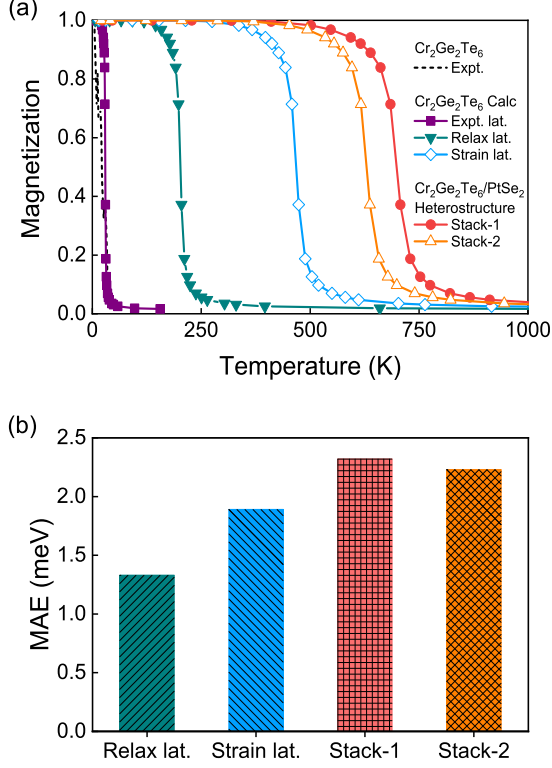 (a)
1.0
0.8
0.6
0.4
0.2
0.0
Magnetization
Cr2Ge2Te6
Expt.
Cr2Ge2Te6 Calc
Expt. lat.
Relax lat.
Strain lat.
Cr2Ge2Te6/PtSe2
Heterostructure
Stack-1
Stack-2
0 250 500 750 1000
Temperature (K)
(b)
2.5
2.0
1.5
1.0
0.5
0.0
MAE (meV)
Relax lat. Strain lat. Stack-1 Stack-2